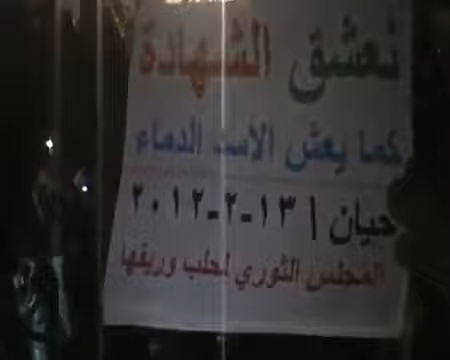 نعشق الشهادة
كما يعشق الأسد الدماء
حيان | ١٣-٢-٢٠١٢
المجلس الثوري لحلب وريفها